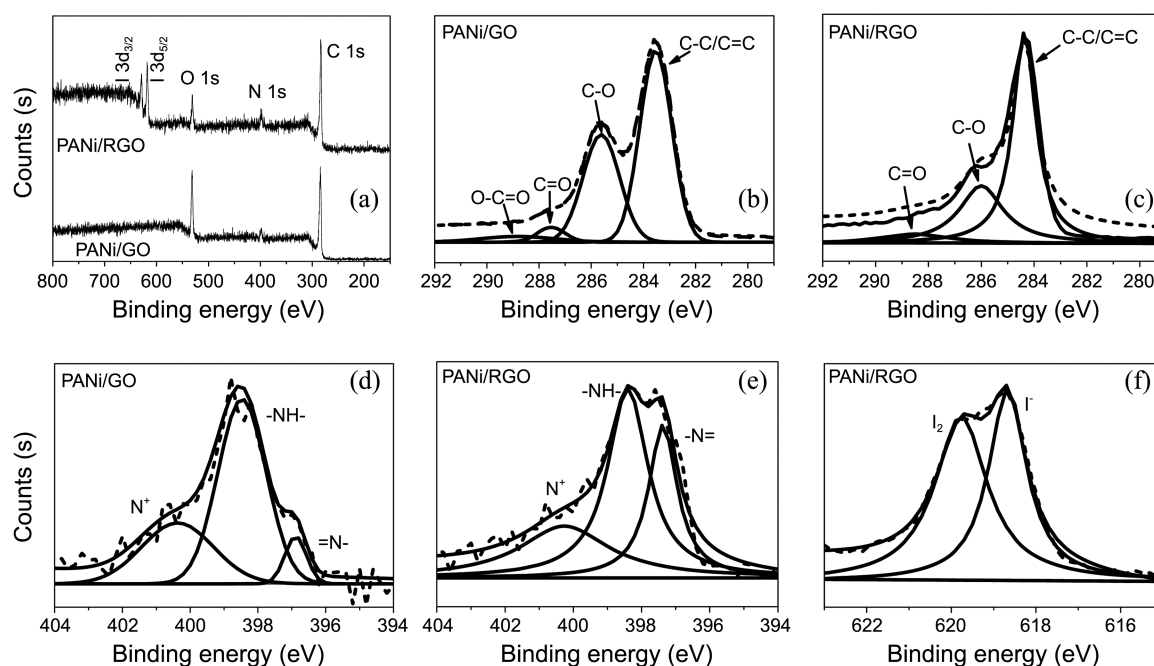 I 3d3/2
I 3d5/2
O 1s
N 1s
C 1s
PANi/RGO
(a)
PANi/GO
Counts (s)
800 700 600 500 400 300 200
Binding energy (eV)
PANi/GO
C-C/C=C
C-O
(b)
C=O
O-C=O
292 290 288 286 284 282 280
Binding energy (eV)
PANi/RGO
C-C/C=C
C-O
(c)
C=O
292 290 288 286 284 282 280
Binding energy (eV)
PANi/GO
(d)
-NH-
N+
=N-
Counts (s)
404 402 400 398 396 394
Binding energy (eV)
PANi/RGO
(e)
-NH-
-N=
N+
404 402 400 398 396 394
Binding energy (eV)
PANi/RGO
(f)
I-
I2
622 620 618 616
Binding energy (eV)